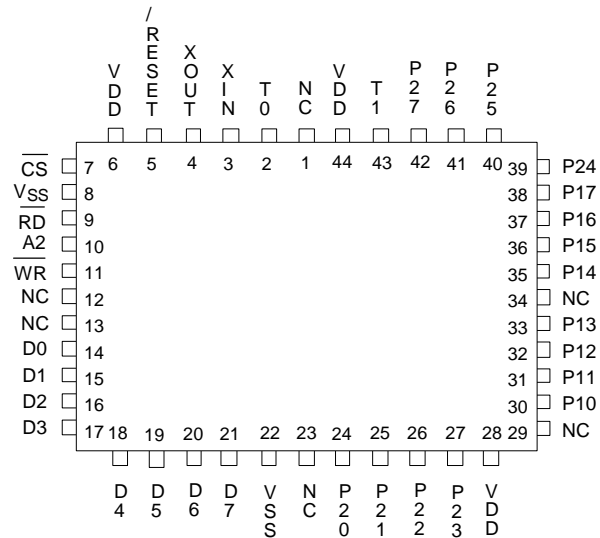 VDD /RESET XOUT XIN T0 NC VDD T1 P27 P26 P25
6 5 4 3 2 1 44 43 42 41 40
CS 7 39 P24
VSS 8 38 P17
RD 9 37 P16
A2 10 36 P15
WR 11 35 P14
NC 12 34 NC
NC 13 33 P13
D0 14 32 P12
D1 15 31 P11
D2 16 30 P10
D3 17 29 NC
18 19 20 21 22 23 24 25 26 27 28
D4 D5 D6 D7 VSS NC P20 P21 P22 P23 VDD